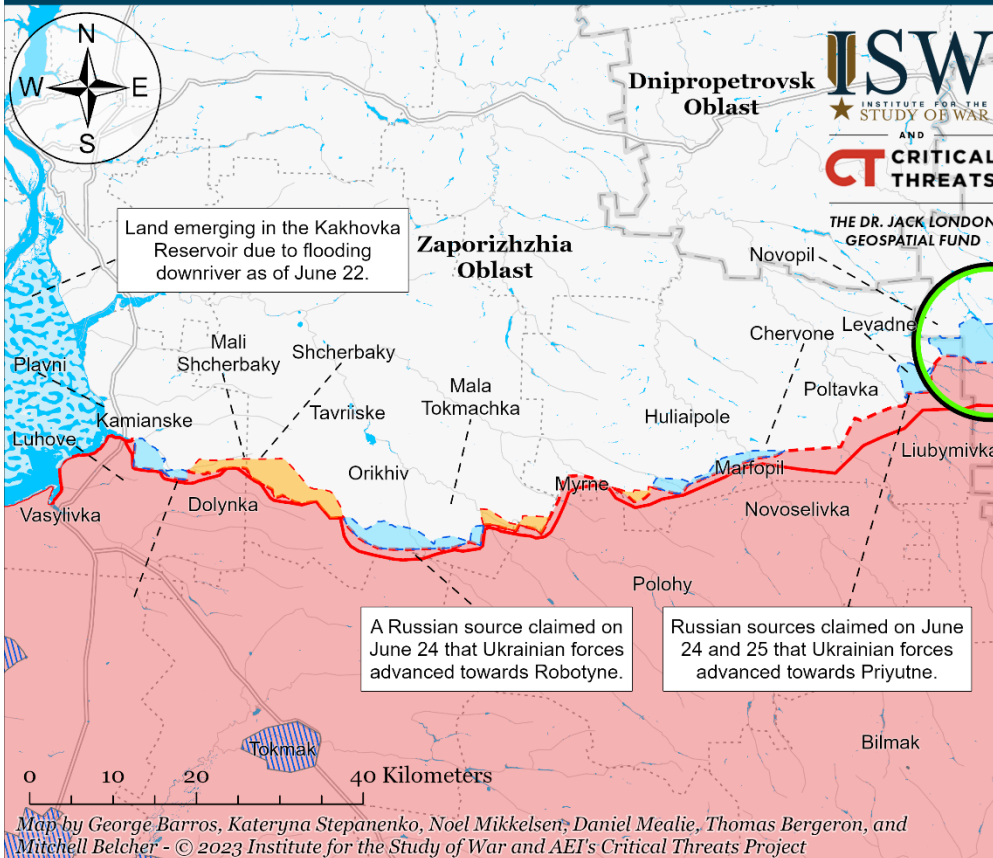 N
W
E
S
Dnipropetrovsk
Oblast
ISW
INSTITUTE FOR THE
STUDY OF WAR
AND
CT CRITICAL
THREATS
THE DR. JACK LONDON
GEOSPATIAL FUND
Land emerging in the Kakhovka
Reservoir due to flooding
downriver as of June 22.
Zaporizhzhia
Oblast
Novopil
Mali
Shcherbaky
Shcherbaky
Chervone
Levadne
Plavni
Mala
Tokmachka
Poltavka
Kamianske
Tavriiske
Huliaipole
Luhove
Orikhiv
Marfopil
Liubymivka
Myrne
Vasylivka
Dolynka
Novoselivka
Polohy
A Russian source claimed on
June 24 that Ukrainian forces
advanced towards Robotyne.
Russian sources claimed on June
24 and 25 that Ukrainian forces
advanced towards Priyutne.
Tokmak
Bilmak
0 10 20 40 Kilometers
Map by George Barros, Kateryna Stepanenko, Noel Mikkelsen, Daniel Mealie, Thomas Bergeron, and
Mitchell Belcher - © 2023 Institute for the Study of War and AEI's Critical Threats Project